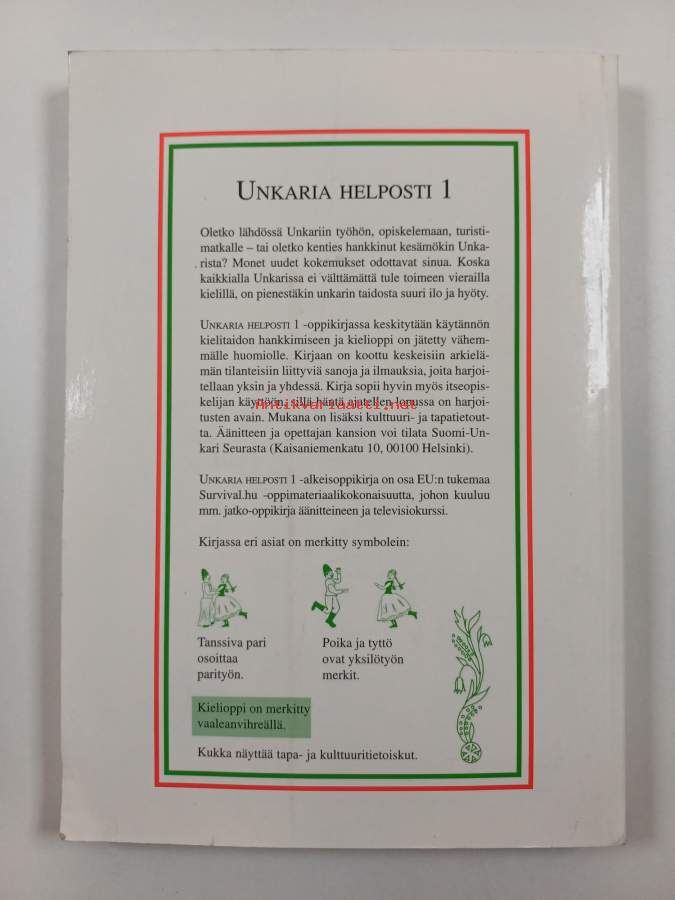 UNKARIA HELPOSTI 1
Oletko lähdössä Unkariin työhön, opiskelemaan, turisti-
matkalle – tai oletko kenties hankkinut kesämökin Unka-
rista? Monet uudet kokemukset odottavat sinua. Koska
kaikkialla Unkarissa ei välttämättä tule toimeen vierailla
kielillä, on pienestäkin unkarin taidosta suuri ilo ja hyöty.
UNKARIA HELPOSTI 1 -oppikirjassa keskitytään käytännön
kielitaidon hankkimiseen ja kielioppi on jätetty vähem-
mälle huomiolle. Kirjaan on koottu keskeisiin arkielä-
män tilanteisiin liittyviä sanoja ja ilmauksia, joita harjoi-
tellaan yksin ja yhdessä. Kirja sopii hyvin myös itseopis-
kelijan käyttöön, sillä häntä ajatellen lopussa on harjoi-
Antikvariaatti.net
tusten avain. Mukana on lisäksi kulttuuri- ja tapatietout-
ta. Äänitteen ja opettajan kansion voi tilata Suomi-Un-
kari Seurasta (Kaisaniemenkatu 10, 00100 Helsinki).
UNKARIA HELPOSTI 1 -alkeisoppikirja on osa EU:n tukemaa
Survival.hu -oppimateriaalikokonaisuutta, johon kuuluu
mm. jatko-oppikirja äänitteineen ja televisiokurssi.
Kirjassa eri asiat on merkitty symbolein:
Tanssiva pari
osoittaa
parityön.
Poika ja tyttö
ovat yksilötyön
merkit.
Kielioppi on merkitty
vaaleanvihreällä.
Kukka näyttää tapa- ja kulttuuritietoiskut.